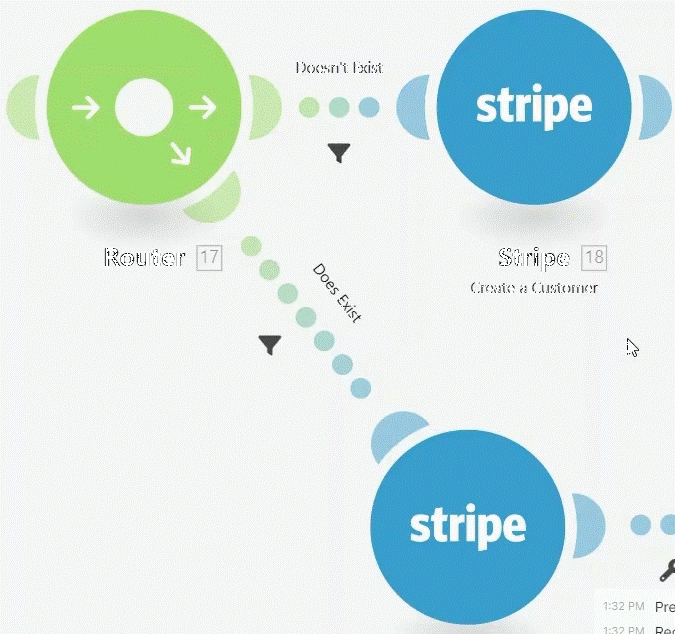 Doesn't Exist
stripe
Router 17
Stripe 18
Create a Customer
Does Exist
stripe
1:32 PM Pre
1:32 PM Rec